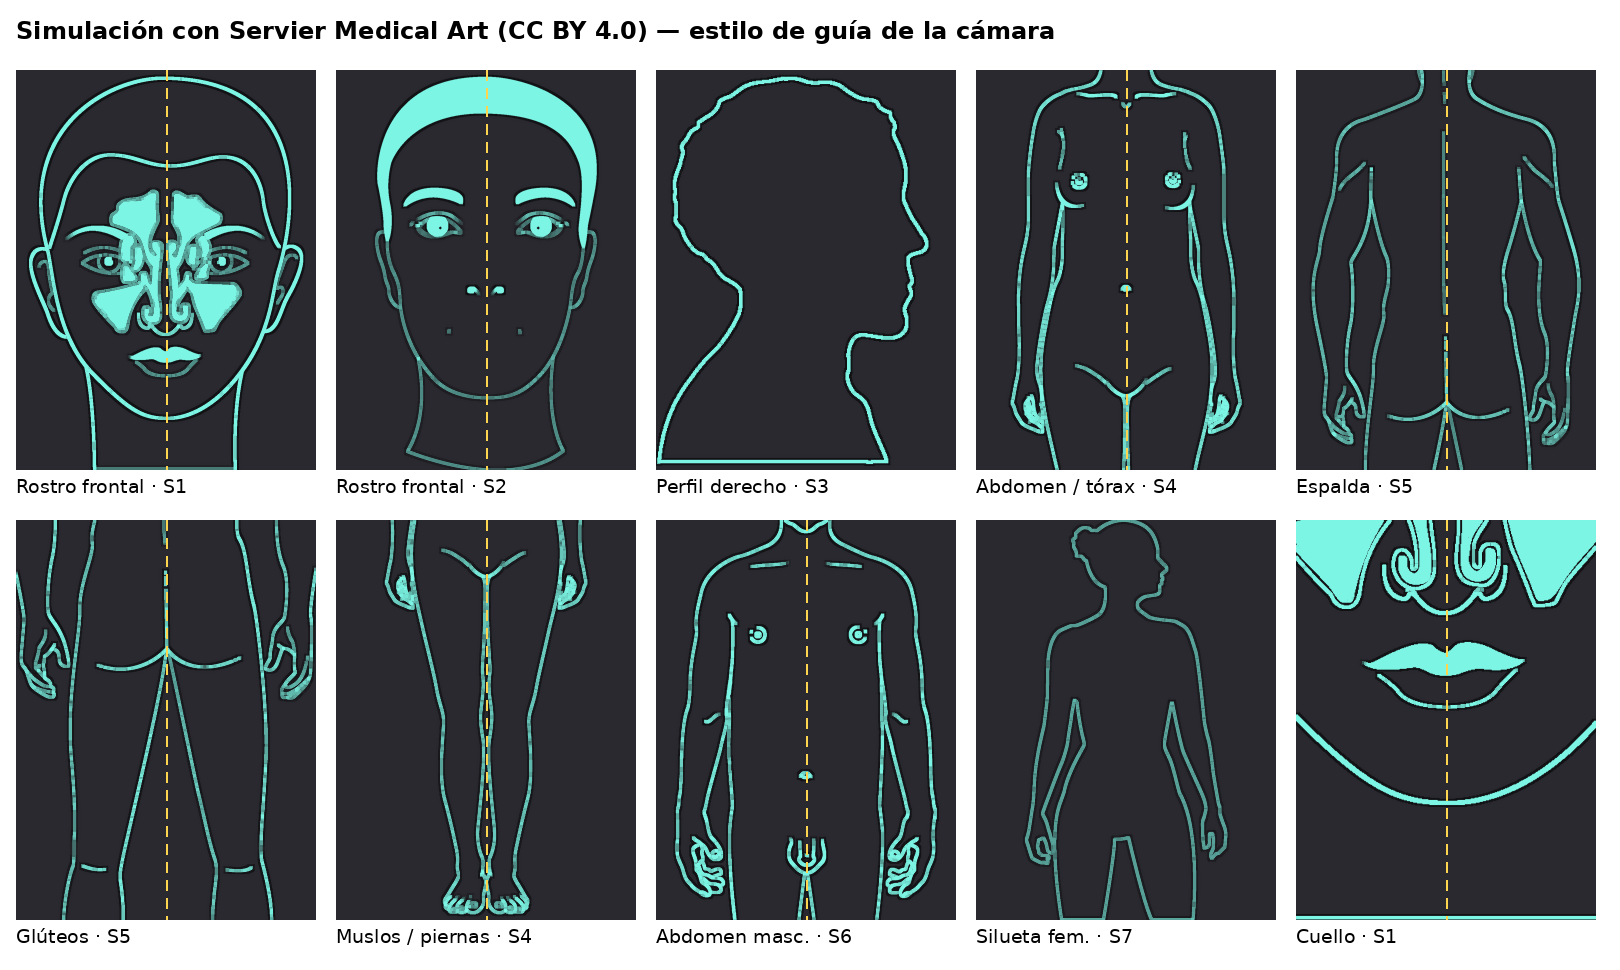 Simulación con Servier Medical Art (CC BY 4.0) — estilo de guía de la cámara
Rostro frontal · S1
Rostro frontal · S2
Perfil derecho · S3
Abdomen / tórax · S4
Espalda · S5
Glúteos · S5
Muslos / piernas · S4
Abdomen masc. · S6
Silueta fem. · S7
Cuello · S1